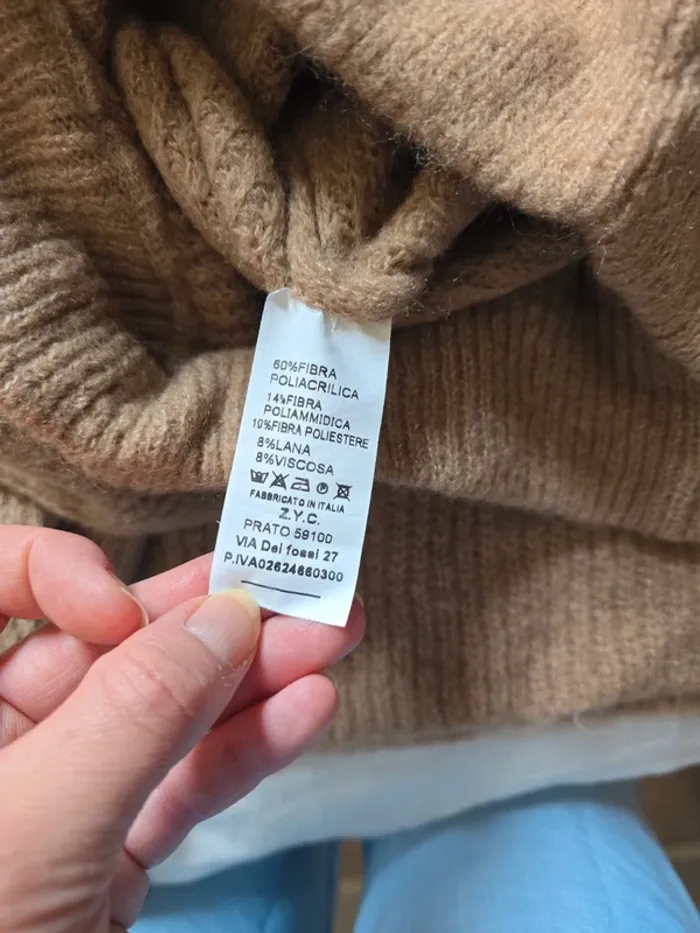 60%FIBRA
POLIACRILICA
14%FIBRA
POLIAMMIDICA
10%FIBRA POLIESTERE
8%LANA
8%VISCOSA
FABBRICATO IN ITALIA
Z.Y.C.
PRATO 59100
VIA Dei fossi 27
P.IVA02624660300